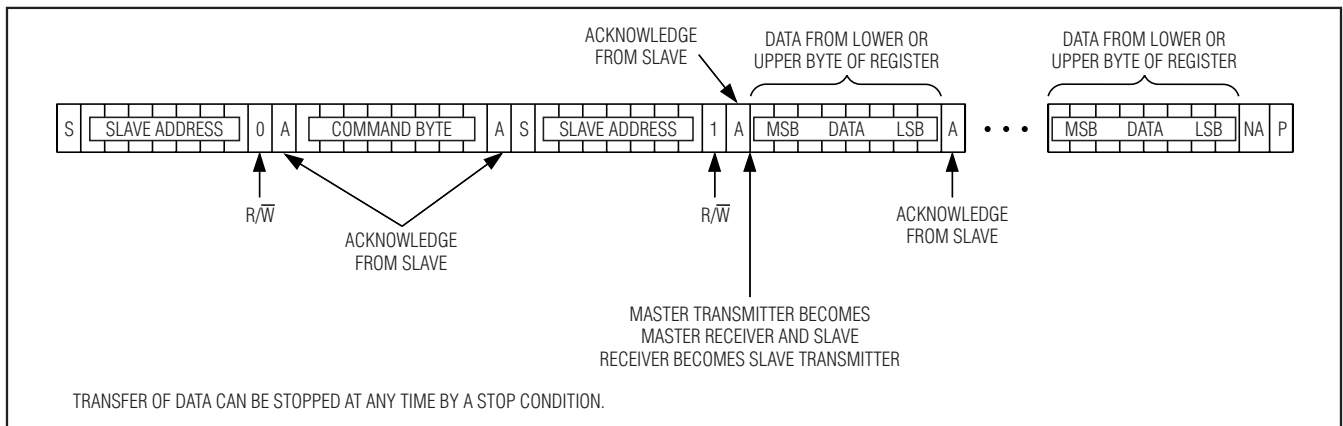 ACKNOWLEDGE
FROM SLAVE
DATA FROM LOWER OR
UPPER BYTE OF REGISTER
DATA FROM LOWER OR
UPPER BYTE OF REGISTER
S SLAVE ADDRESS 0 A COMMAND BYTE A S SLAVE ADDRESS 1 A MSB DATA LSB A • • • MSB DATA LSB NA P
R/W̅
ACKNOWLEDGE
FROM SLAVE
R/W̅
ACKNOWLEDGE
FROM SLAVE
MASTER TRANSMITTER BECOMES
MASTER RECEIVER AND SLAVE
RECEIVER BECOMES SLAVE TRANSMITTER
TRANSFER OF DATA CAN BE STOPPED AT ANY TIME BY A STOP CONDITION.